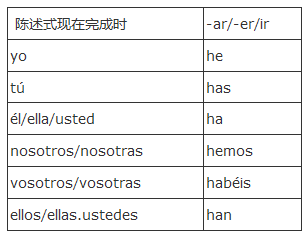 陈述式现在完成时 -ar/-er/ir
yo he
tú has
él/ella/usted ha
nosotros/nosotras hemos
vosotros/vosotras habéis
ellos/ellas.ustedes han